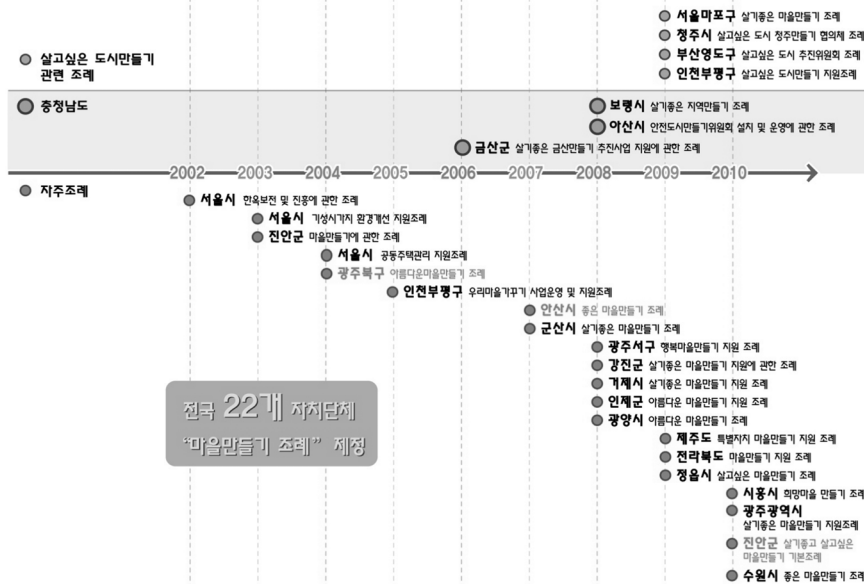 서울마포구 살기좋은 마을만들기 조례
청주시 살고싶은 도시 청주만들기 협의체 조례
부산영도구 살고싶은 도시 추진위원회 조례
인천부평구 살고싶은 도시만들기 지원조례
살고싶은 도시만들기
관련 조례
충청남도
보령시 살기좋은 지역만들기 조례
아산시 안전도시만들기위원회 설치 및 운영에 관한 조례
금산군 살기좋은 금산만들기 추진사업 지원에 관한 조례
2002 2003 2004 2005 2006 2007 2008 2009 2010
자주조례
서울시 한옥보전 및 진흥에 관한 조례
서울시 기성시가지 환경개선 지원조례
진안군 마을만들기에 관한 조례
서울시 공동주택관리 지원조례
광주북구 아름다운마을만들기 조례
인천부평구 우리마을가꾸기 사업운영 및 지원조례
안산시 좋은 마을만들기 조례
군산시 살기좋은 마을만들기 조례
광주서구 행복마을만들기 지원 조례
강진군 살기좋은 마을만들기 지원에 관한 조례
거제시 살기좋은 마을만들기 지원 조례
인제군 아름다운 마을만들기 지원 조례
광양시 아름다운 마을만들기 조례
전국 22개 자치단체
“마을만들기 조례” 제정
제주도 특별자치 마을만들기 지원 조례
전라북도 마을만들기 지원 조례
정읍시 살고싶은 마을만들기 조례
시흥시 희망마을 만들기 조례
광주광역시
살기좋은 마을만들기 지원조례
진안군 살기좋고 살고싶은
마을만들기 기본조례
수원시 좋은 마을만들기 조례